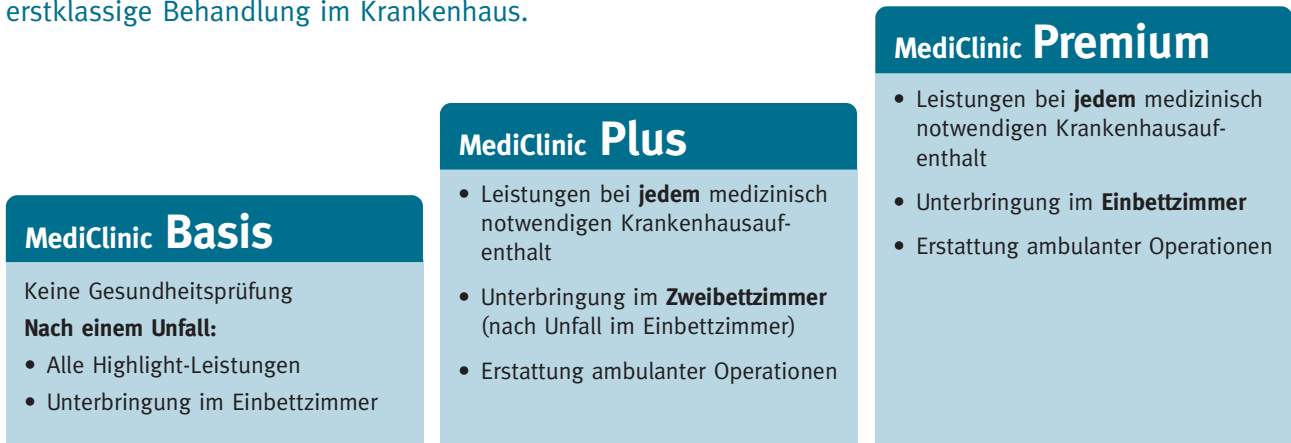 erstklassige Behandlung im Krankenhaus.
MediClinic Basis
Keine Gesundheitsprüfung
Nach einem Unfall:
• Alle Highlight-Leistungen
• Unterbringung im Einbettzimmer
MediClinic Plus
• Leistungen bei jedem medizinisch
notwendigen Krankenhausauf-
enthalt
• Unterbringung im Zweibettzimmer
(nach Unfall im Einbettzimmer)
• Erstattung ambulanter Operationen
MediClinic Premium
• Leistungen bei jedem medizinisch
notwendigen Krankenhausauf-
enthalt
• Unterbringung im Einbettzimmer
• Erstattung ambulanter Operationen